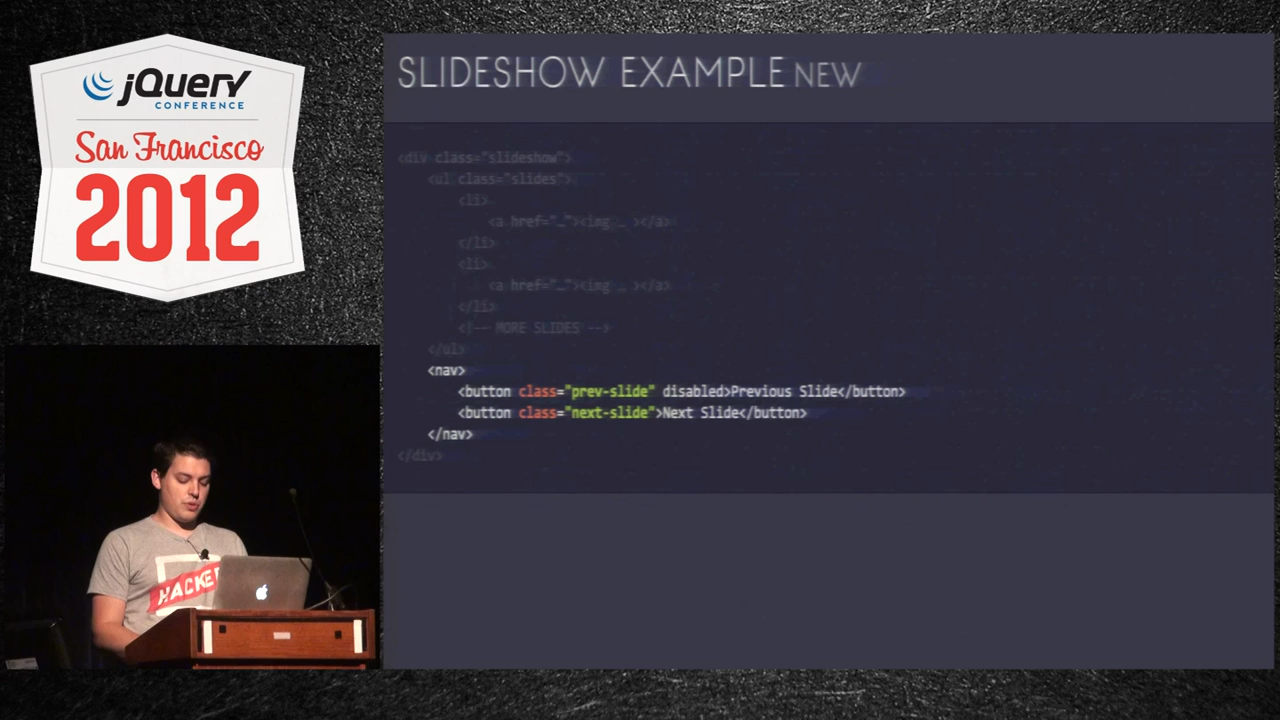 jQuery
CONFERENCE
San Francisco
2012
SLIDESHOW EXAMPLE NEW
<div class="slideshow">
<ul class="slides">
<li>
<a href="…"><img … ></a>
</li>
<li>
<a href="…"><img … ></a>
</li>
<!-- MORE SLIDES -->
</ul>
<nav>
<button class="prev-slide" disabled>Previous Slide</button>
<button class="next-slide">Next Slide</button>
</nav>
</div>
HACKE